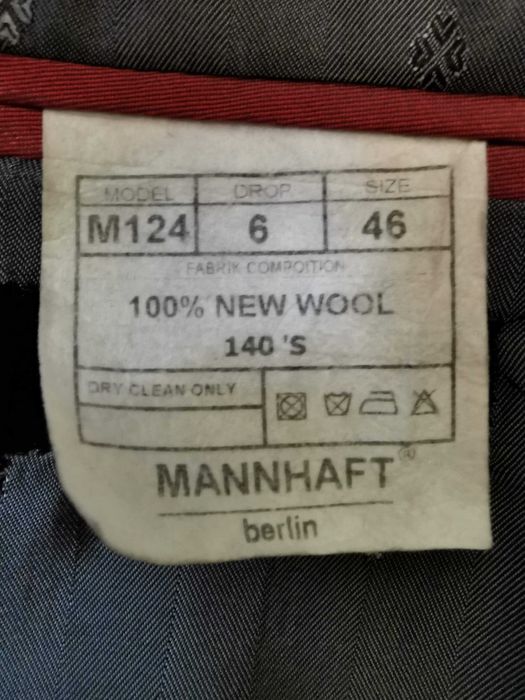 MODEL DROP SIZE
M124 6 46
FABRIK COMPOITION
100% NEW WOOL
140 'S
DRY CLEAN ONLY
MANNHAFT ®
berlin